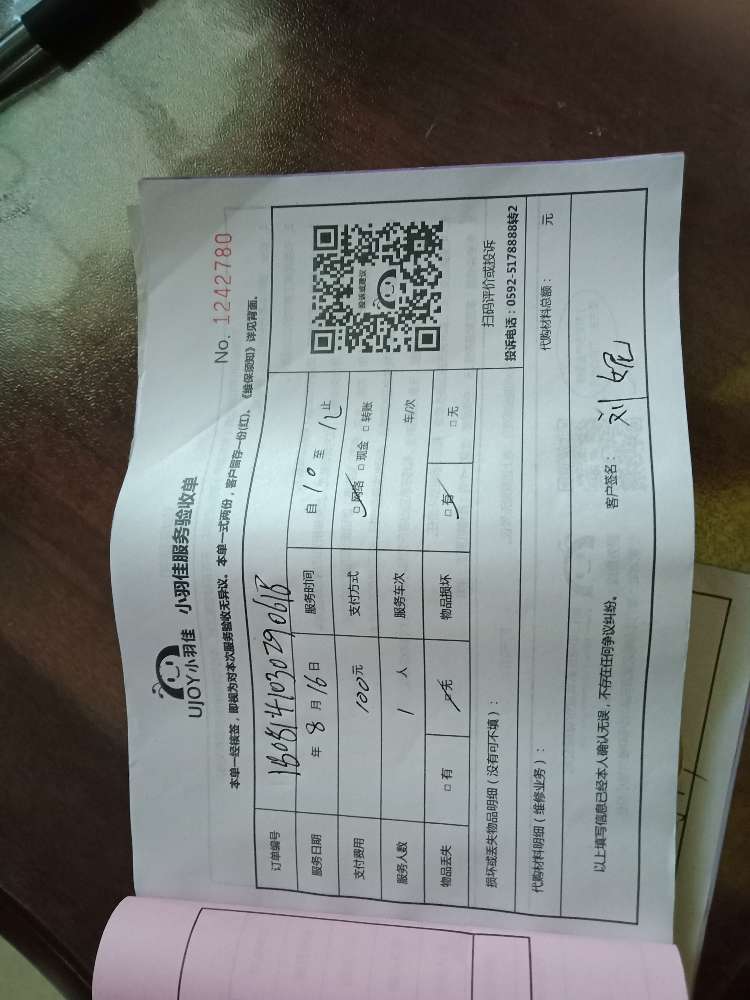 UJOY小羽佳 小羽佳服务验收单
No. 1242780
本单一经核签，即视为对本次服务验收无异议。本单一式两份，客户留存一份(红)、《维保须知》详见背面。
订单编号
服务日期 年 8 月 16 日 服务时间 自 10 至 12 止
支付费用 100 元 支付方式 □ 网络 □ 现金 □ 转账
服务人数 1 人 服务车次 车/次
物品丢失 □ 有 □ 无 物品损坏 □ 有 □ 无
投诉或建议
扫码评价或投诉
投诉电话：0592-5178888转2
损坏或丢失物品明细（没有可不填）：
代购材料明细（维修业务）： 代购材料总额： 元
以上填写信息已经本人确认无误，不存在任何争议纠纷。 客户签名： 刘妮